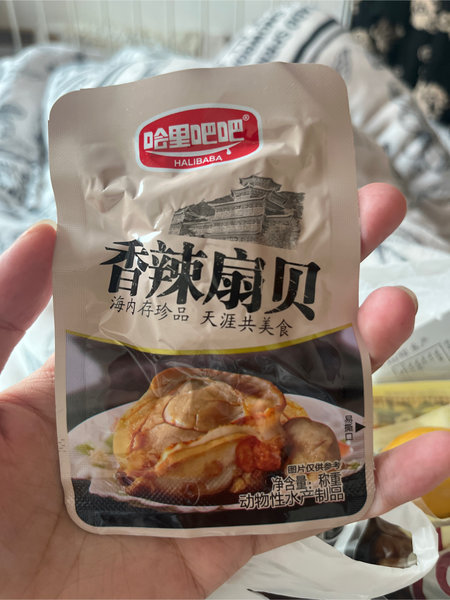 哈里吧吧®
HALIBABA
香辣扇贝
海内存珍品 天涯共美食
易撕口
图片仅供参考
净含量：称重
动物性水产制品